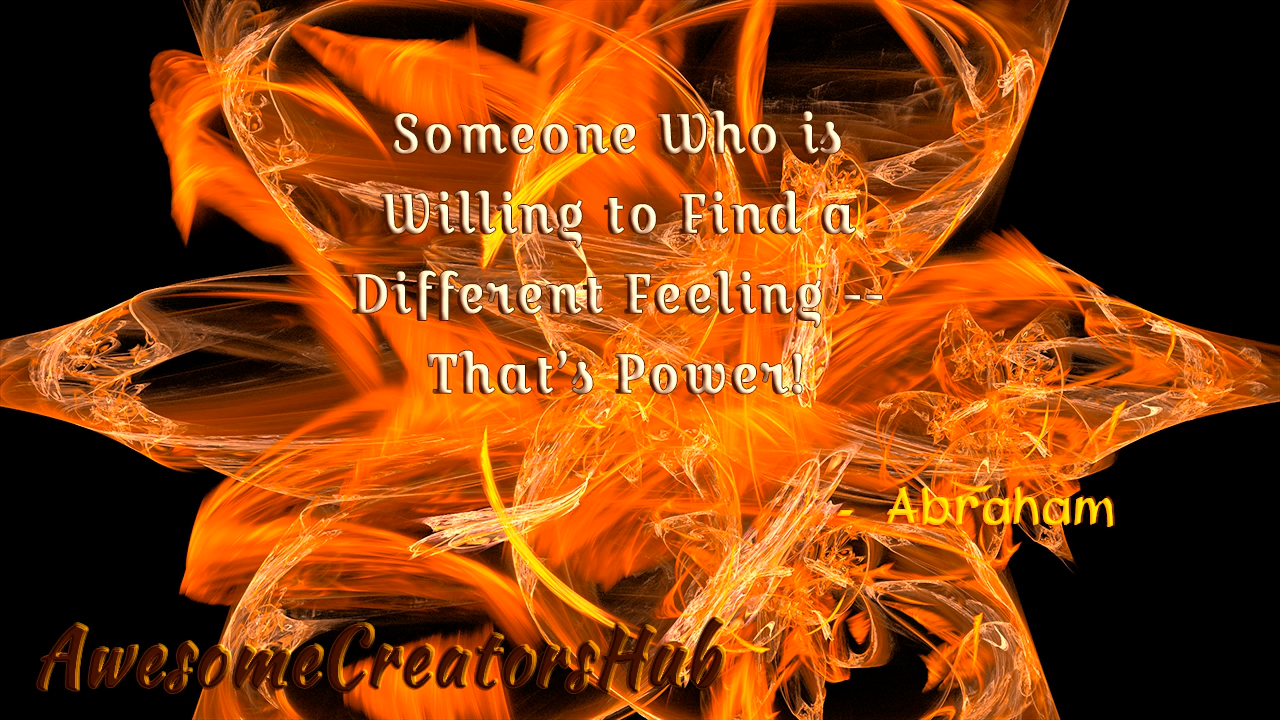 Someone Who is
Willing to Find a
Different Feeling --
That's Power!
- Abraham
AwesomeCreatorsHub